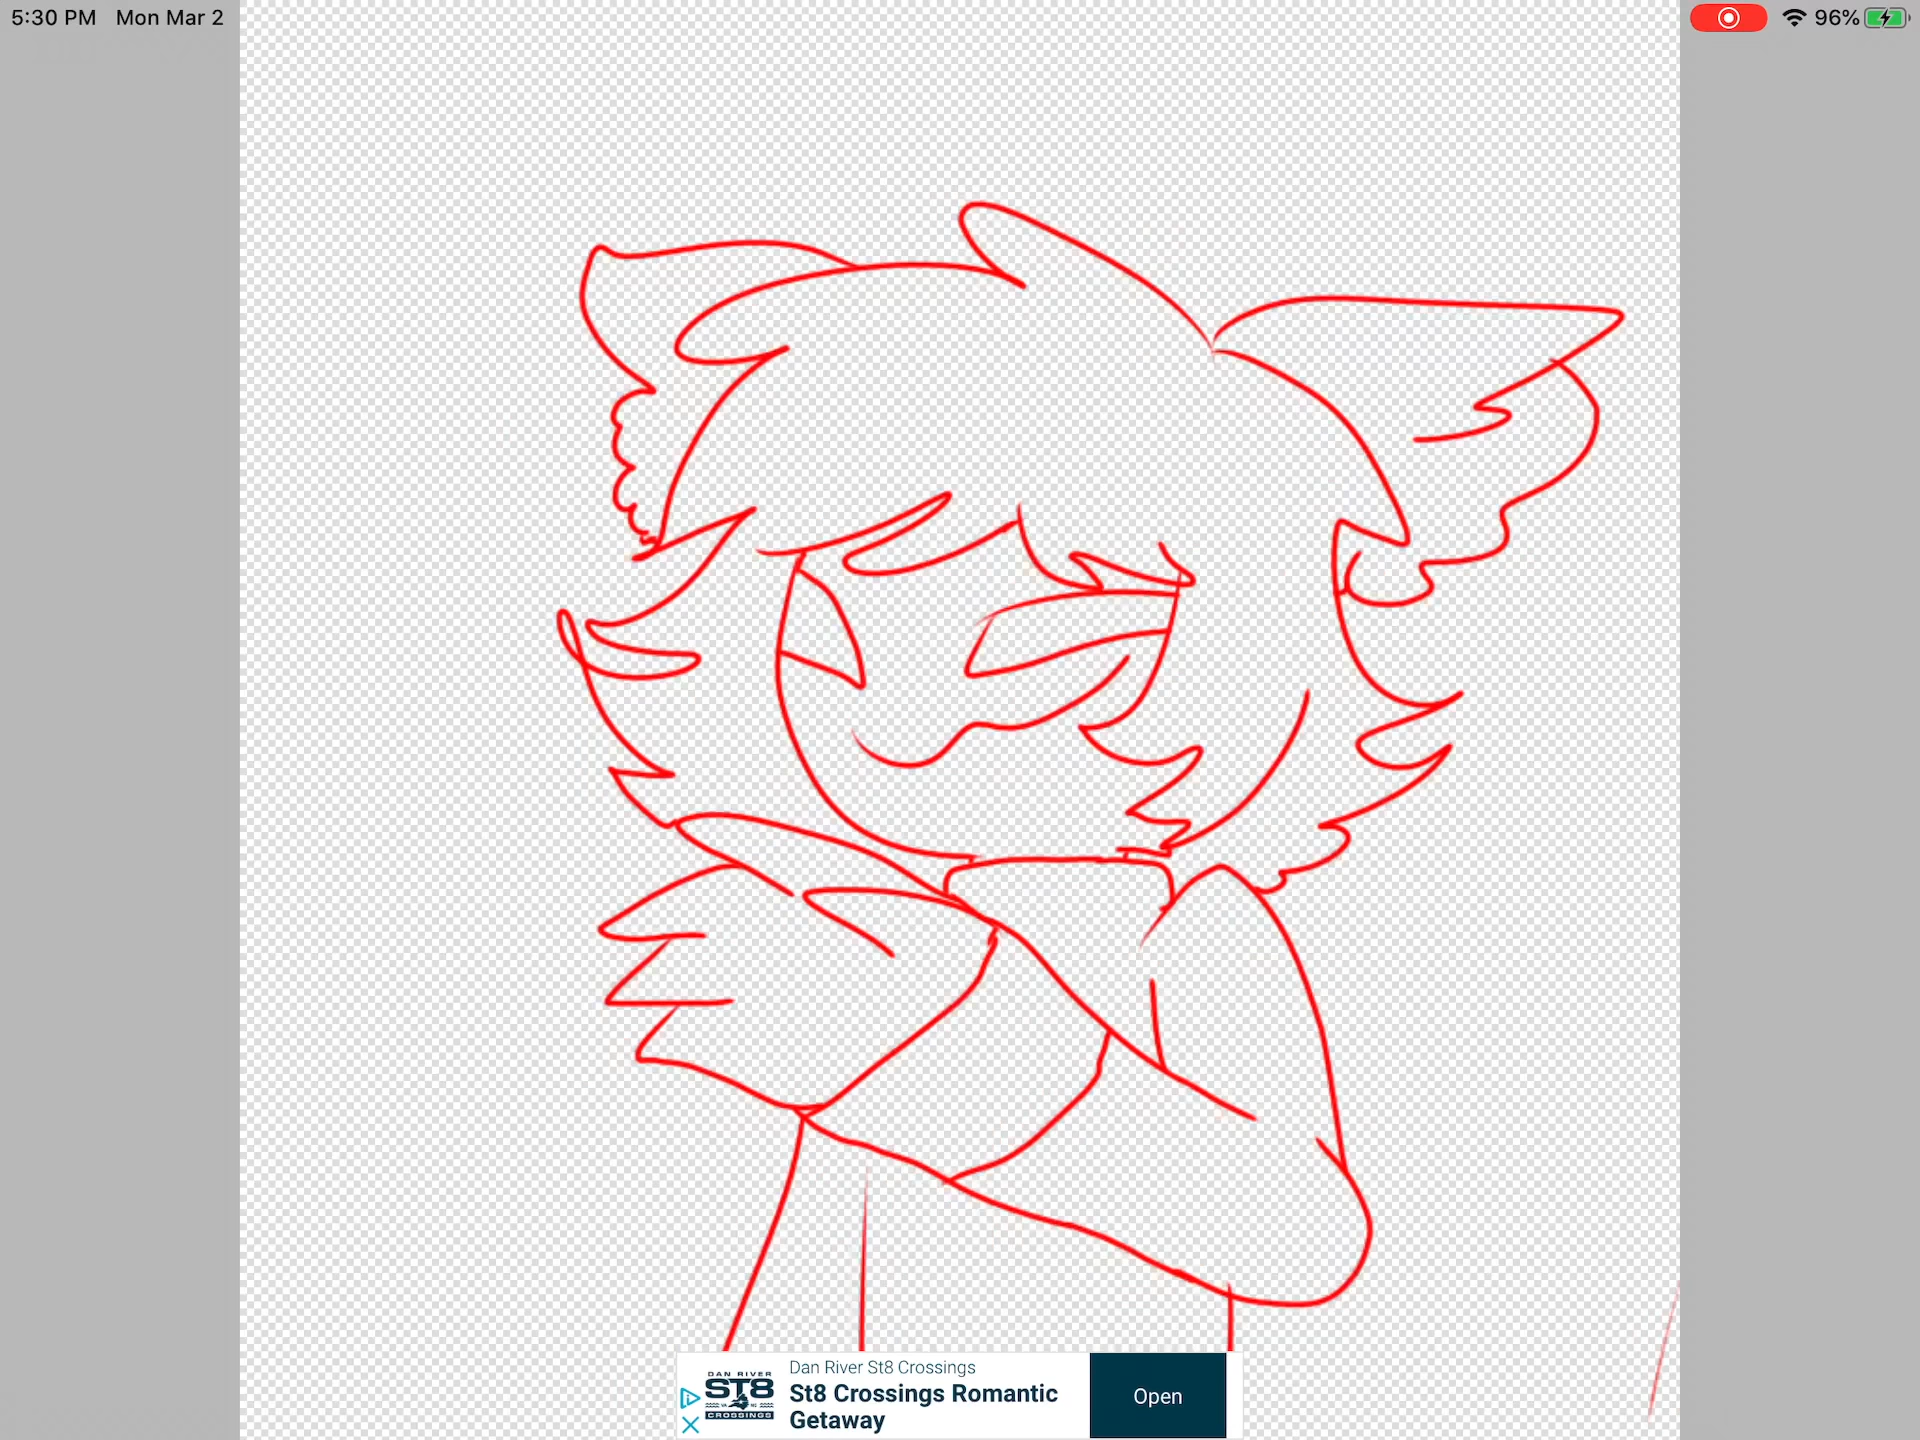 5:30 PM Mon Mar 2
96%
DAN RIVER
ST8
CROSSINGS
Dan River St8 Crossings
St8 Crossings Romantic
Getaway
Open